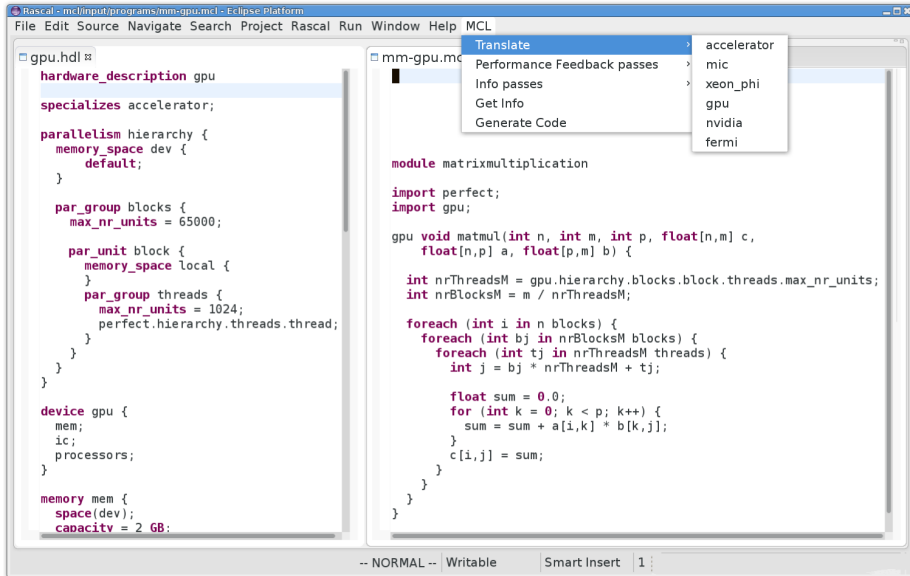 Rascal - mcl/input/programs/mm-gpu.mcl - Eclipse Platform
File Edit Source Navigate Search Project Rascal Run Window Help MCL
gpu.hdl
hardware_description gpu
specializes accelerator;
parallelism hierarchy {
memory_space dev {
default;
}
par_group blocks {
max_nr_units = 65000;
par_unit block {
memory_space local {
}
par_group threads {
max_nr_units = 1024;
perfect.hierarchy.threads.thread;
}
}
}
}
device gpu {
mem;
ic;
processors;
}
memory mem {
space(dev);
capacity = 2 GB;
mm-gpu.mc
Translate
Performance Feedback passes
Info passes
Get Info
Generate Code
accelerator
mic
xeon_phi
gpu
nvidia
fermi
module matrixmultiplication
import perfect;
import gpu;
gpu void matmul(int n, int m, int p, float[n,m] c,
float[n,p] a, float[p,m] b) {
int nrThreadsM = gpu.hierarchy.blocks.block.threads.max_nr_units;
int nrBlocksM = m / nrThreadsM;
foreach (int i in n blocks) {
foreach (int bj in nrBlocksM blocks) {
foreach (int tj in nrThreadsM threads) {
int j = bj * nrThreadsM + tj;
float sum = 0.0;
for (int k = 0; k < p; k++) {
sum = sum + a[i,k] * b[k,j];
}
c[i,j] = sum;
}
}
}
}
-- NORMAL -- Writable Smart Insert 1